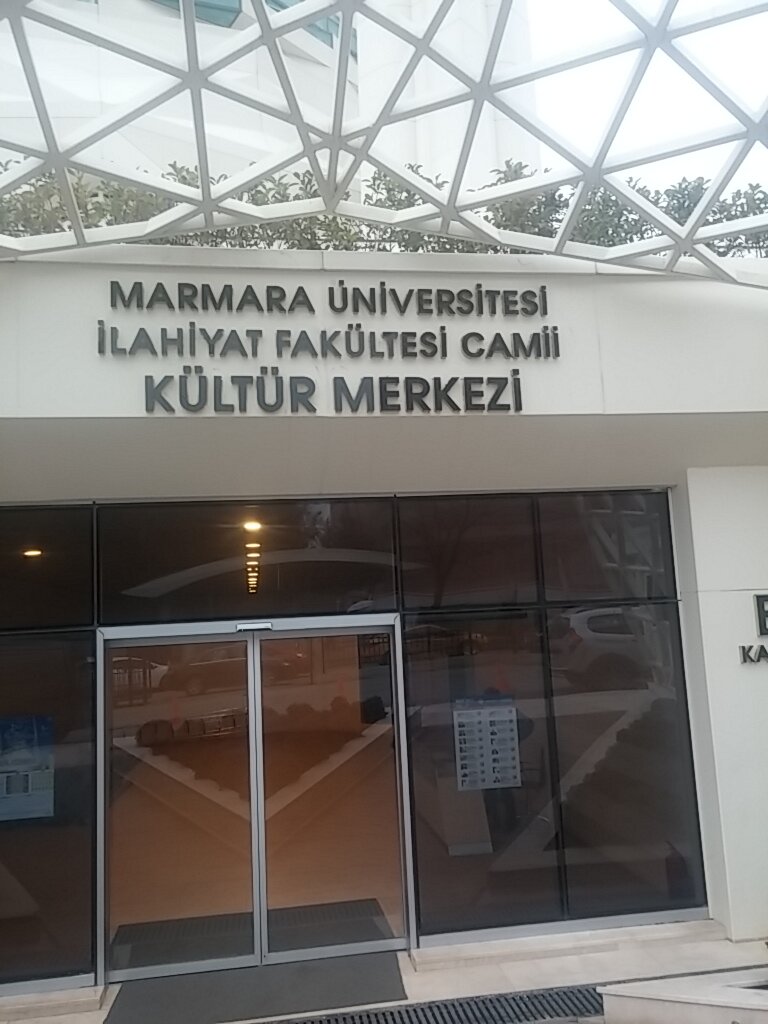 MARMARA ÜNİVERSİTESİ
İLAHİYAT FAKÜLTESİ CAMİİ
KÜLTÜR MERKEZİ